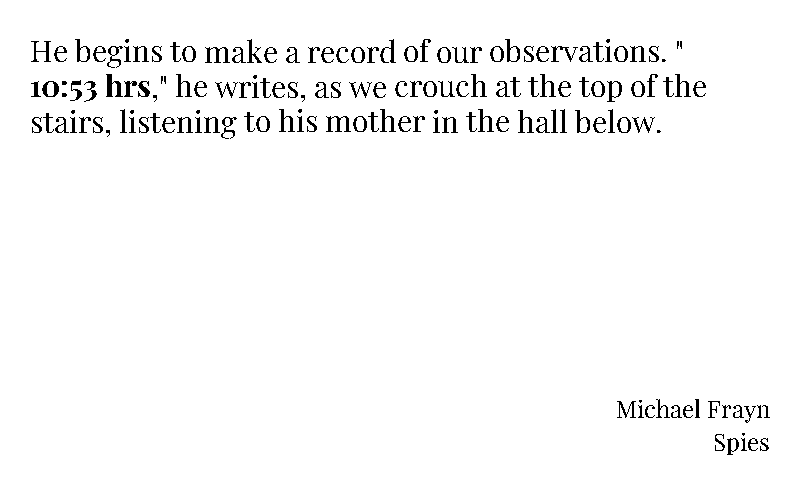 He begins to make a record of our observations. "
10:53 hrs," he writes, as we crouch at the top of the
stairs, listening to his mother in the hall below.
Michael Frayn
Spies